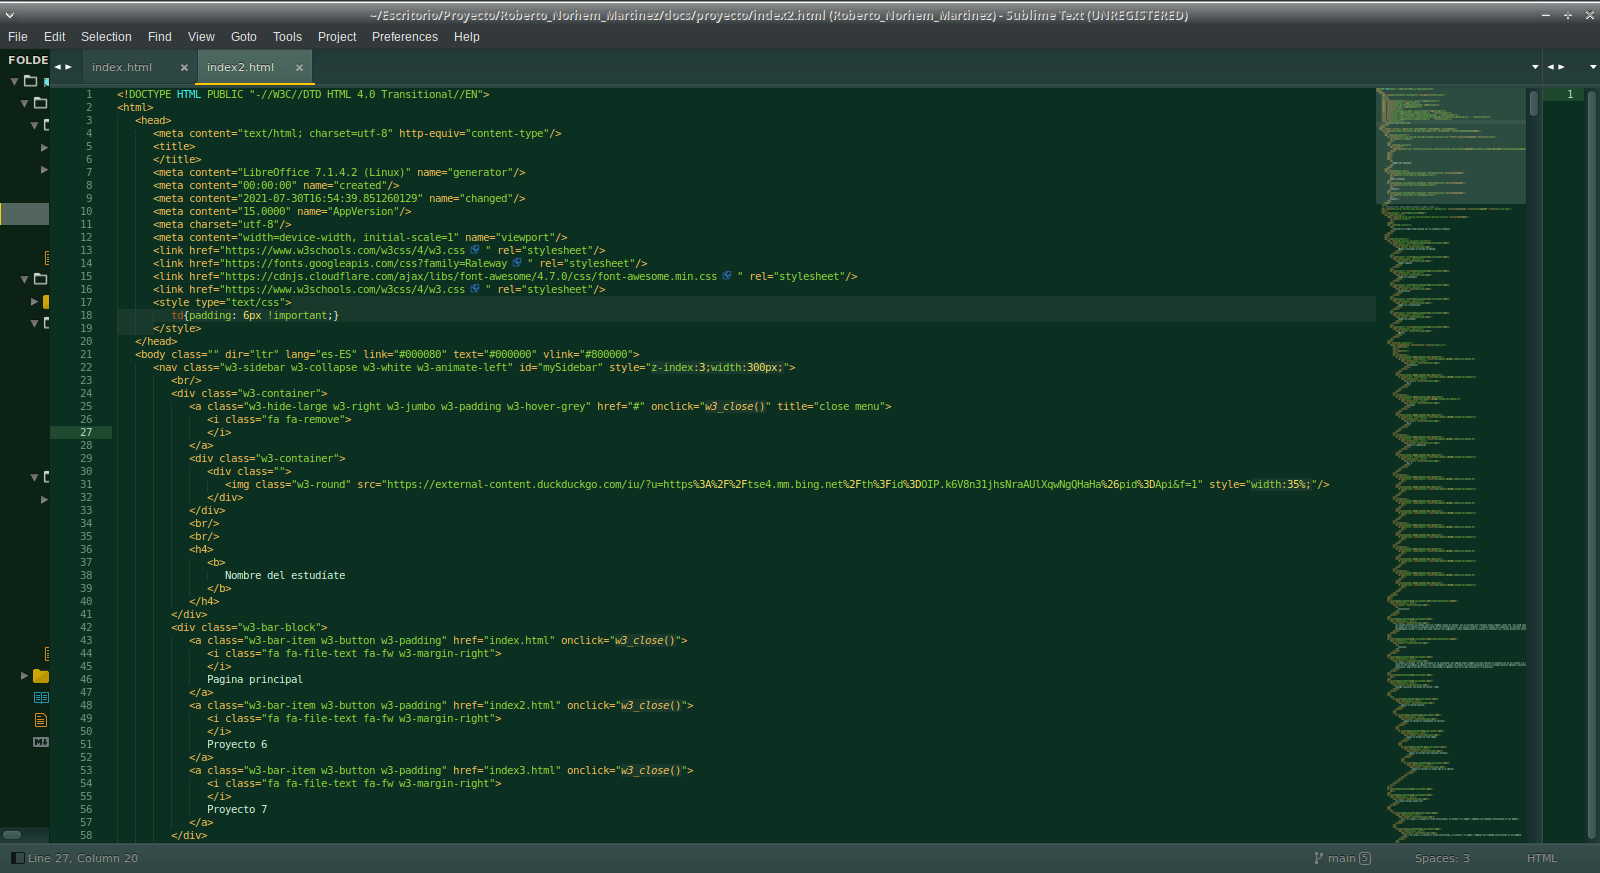 ~/Escritorio/Proyecto/Roberto_Norhem_Martinez/docs/proyecto/index2.html (Roberto_Norhem_Martinez) - Sublime Text (UNREGISTERED)
File Edit Selection Find View Goto Tools Project Preferences Help
FOLDE
index.html
index2.html
1 <!DOCTYPE HTML PUBLIC "-//W3C//DTD HTML 4.0 Transitional//EN">
2 <html>
3 <head>
4 <meta content="text/html; charset=utf-8" http-equiv="content-type"/>
5 <title>
6 </title>
7 <meta content="LibreOffice 7.1.4.2 (Linux)" name="generator"/>
8 <meta content="00:00:00" name="created"/>
9 <meta content="2021-07-30T16:54:39.851260129" name="changed"/>
10 <meta content="15.0000" name="AppVersion"/>
11 <meta charset="utf-8"/>
12 <meta content="width=device-width, initial-scale=1" name="viewport"/>
13 <link href="https://www.w3schools.com/w3css/4/w3.css " rel="stylesheet"/>
14 <link href="https://fonts.googleapis.com/css?family=Raleway " rel="stylesheet"/>
15 <link href="https://cdnjs.cloudflare.com/ajax/libs/font-awesome/4.7.0/css/font-awesome.min.css " rel="stylesheet"/>
16 <link href="https://www.w3schools.com/w3css/4/w3.css " rel="stylesheet"/>
17 <style type="text/css">
18 td{padding: 6px !important;}
19 </style>
20 </head>
21 <body class="" dir="ltr" lang="es-ES" link="#000080" text="#000000" vlink="#800000">
22 <nav class="w3-sidebar w3-collapse w3-white w3-animate-left" id="mySidebar" style="z-index:3;width:300px;">
23 <br/>
24 <div class="w3-container">
25 <a class="w3-hide-large w3-right w3-jumbo w3-padding w3-hover-grey" href="#" onclick="w3_close()" title="close menu">
26 <i class="fa fa-remove">
27 </i>
28 </a>
29 <div class="w3-container">
30 <div class="">
31 <img class="w3-round" src="https://external-content.duckduckgo.com/iu/?u=https%3A%2F%2Ftse4.mm.bing.net%2Fth%3Fid%3DOIP.k6V8n31jhsNraAUlXqwNgQHaHa%26pid%3DApi&f=1" style="width:35%;"/>
32 </div>
33 </div>
34 <br/>
35 <br/>
36 <h4>
37 <b>
38 Nombre del estudíate
39 </b>
40 </h4>
41 </div>
42 <div class="w3-bar-block">
43 <a class="w3-bar-item w3-button w3-padding" href="index.html" onclick="w3_close()">
44 <i class="fa fa-file-text fa-fw w3-margin-right">
45 </i>
46 Pagina principal
47 </a>
48 <a class="w3-bar-item w3-button w3-padding" href="index2.html" onclick="w3_close()">
49 <i class="fa fa-file-text fa-fw w3-margin-right">
50 </i>
51 Proyecto 6
52 </a>
53 <a class="w3-bar-item w3-button w3-padding" href="index3.html" onclick="w3_close()">
54 <i class="fa fa-file-text fa-fw w3-margin-right">
55 </i>
56 Proyecto 7
57 </a>
58 </div>
1
Line 27, Column 20
main 5
Spaces: 3
HTML